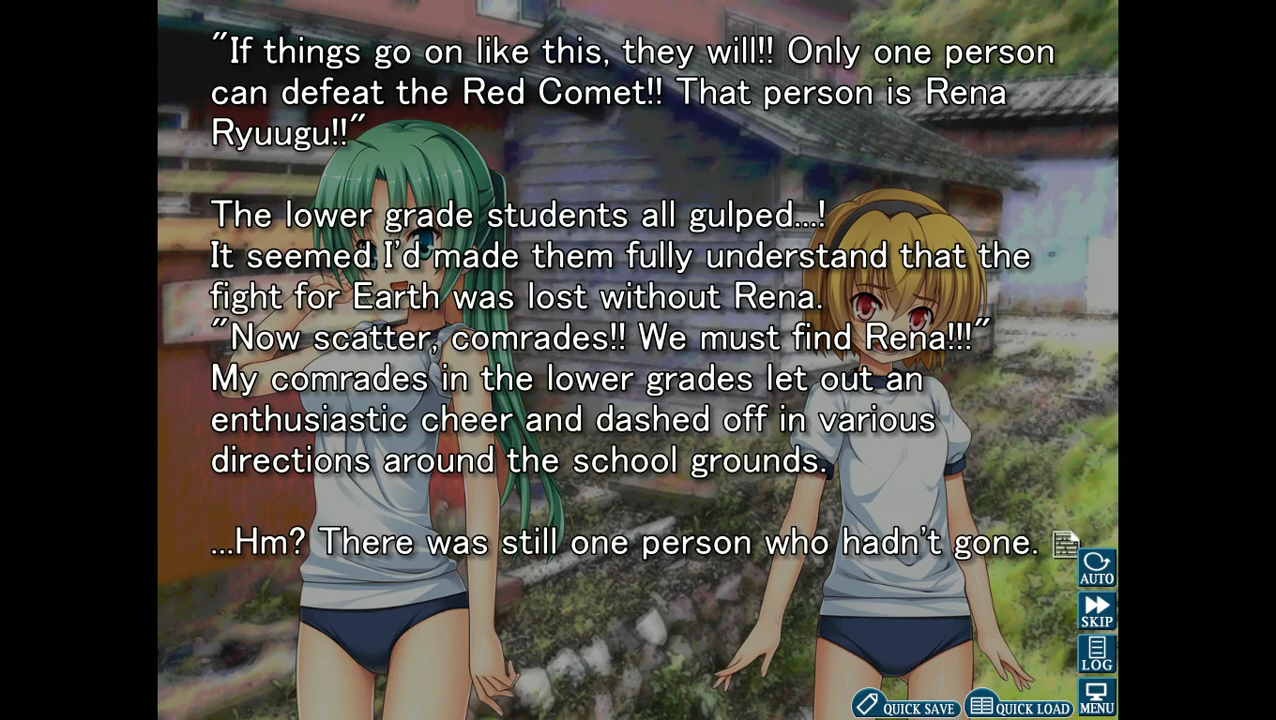 "If things go on like this, they will!! Only one person
can defeat the Red Comet!! That person is Rena
Ryuugu!!"
The lower grade students all gulped...!
It seemed I'd made them fully understand that the
fight for Earth was lost without Rena.
"Now scatter, comrades!! We must find Rena!!!"
My comrades in the lower grades let out an
enthusiastic cheer and dashed off in various
directions around the school grounds.
...Hm? There was still one person who hadn't gone.
AUTO
SKIP
LOG
MENU
QUICK SAVE
QUICK LOAD